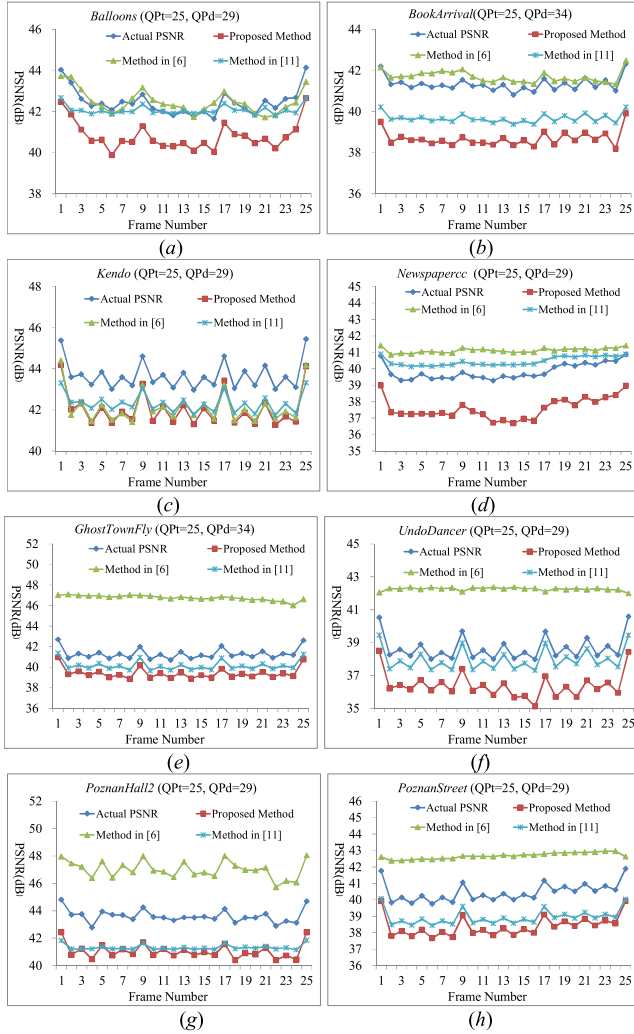 Balloons (QPt=25, QPd=29)
46
44
42
40
38
PSNR(dB)
Actual PSNR
Proposed Method
Method in [6]
Method in [11]
1 3 5 7 9 11 13 15 17 19 21 23 25
Frame Number
(a)
BookArrival(QPt=25, QPd=34)
44
42
40
38
36
PSNR(dB)
Actual PSNR
Proposed Method
Method in [6]
Method in [11]
1 3 5 7 9 11 13 15 17 19 21 23 25
Frame Number
(b)
Kendo (QPt=25, QPd=29)
48
46
44
42
40
PSNR(dB)
Actual PSNR
Proposed Method
Method in [6]
Method in [11]
1 3 5 7 9 11 13 15 17 19 21 23 25
Frame Number
(c)
Newspapercc (QPt=25, QPd=29)
45
44
43
42
41
40
39
38
37
36
35
PSNR(dB)
Actual PSNR
Proposed Method
Method in [6]
Method in [11]
1 3 5 7 9 11 13 15 17 19 21 23 25
Frame Number
(d)
GhostTownFly (QPt=25, QPd=34)
52
50
48
46
44
42
40
38
36
PSNR(dB)
Actual PSNR
Proposed Method
Method in [6]
Method in [11]
1 3 5 7 9 11 13 15 17 19 21 23 25
Frame Number
(e)
UndoDancer (QPt=25, QPd=29)
45
43
41
39
37
35
PSNR(dB)
Actual PSNR
Proposed Method
Method in [6]
Method in [11]
1 3 5 7 9 11 13 15 17 19 21 23 25
Frame Number
(f)
PoznanHall2 (QPt=25, QPd=29)
52
50
48
46
44
42
40
PSNR(dB)
Actual PSNR
Proposed Method
Method in [6]
Method in [11]
1 3 5 7 9 11 13 15 17 19 21 23 25
Frame Number
(g)
PoznanStreet (QPt=25, QPd=29)
46
45
44
43
42
41
40
39
38
37
36
PSNR(dB)
Actual PSNR
Proposed Method
Method in [6]
Method in [11]
1 3 5 7 9 11 13 15 17 19 21 23 25
Frame Number
(h)